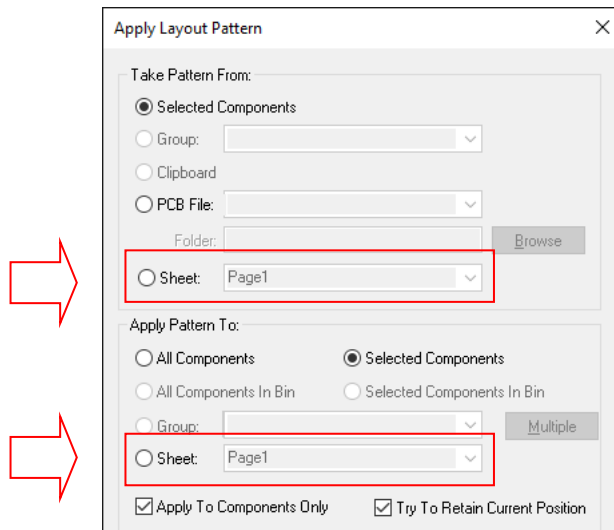 Apply Layout Pattern
Take Pattern From:
Selected Components
Group:
Clipboard
PCB File:
Folder: Browse
Sheet: Page1
Apply Pattern To:
All Components Selected Components
All Components In Bin Selected Components In Bin
Group: Multiple
Sheet: Page1
Apply To Components Only Try To Retain Current Position